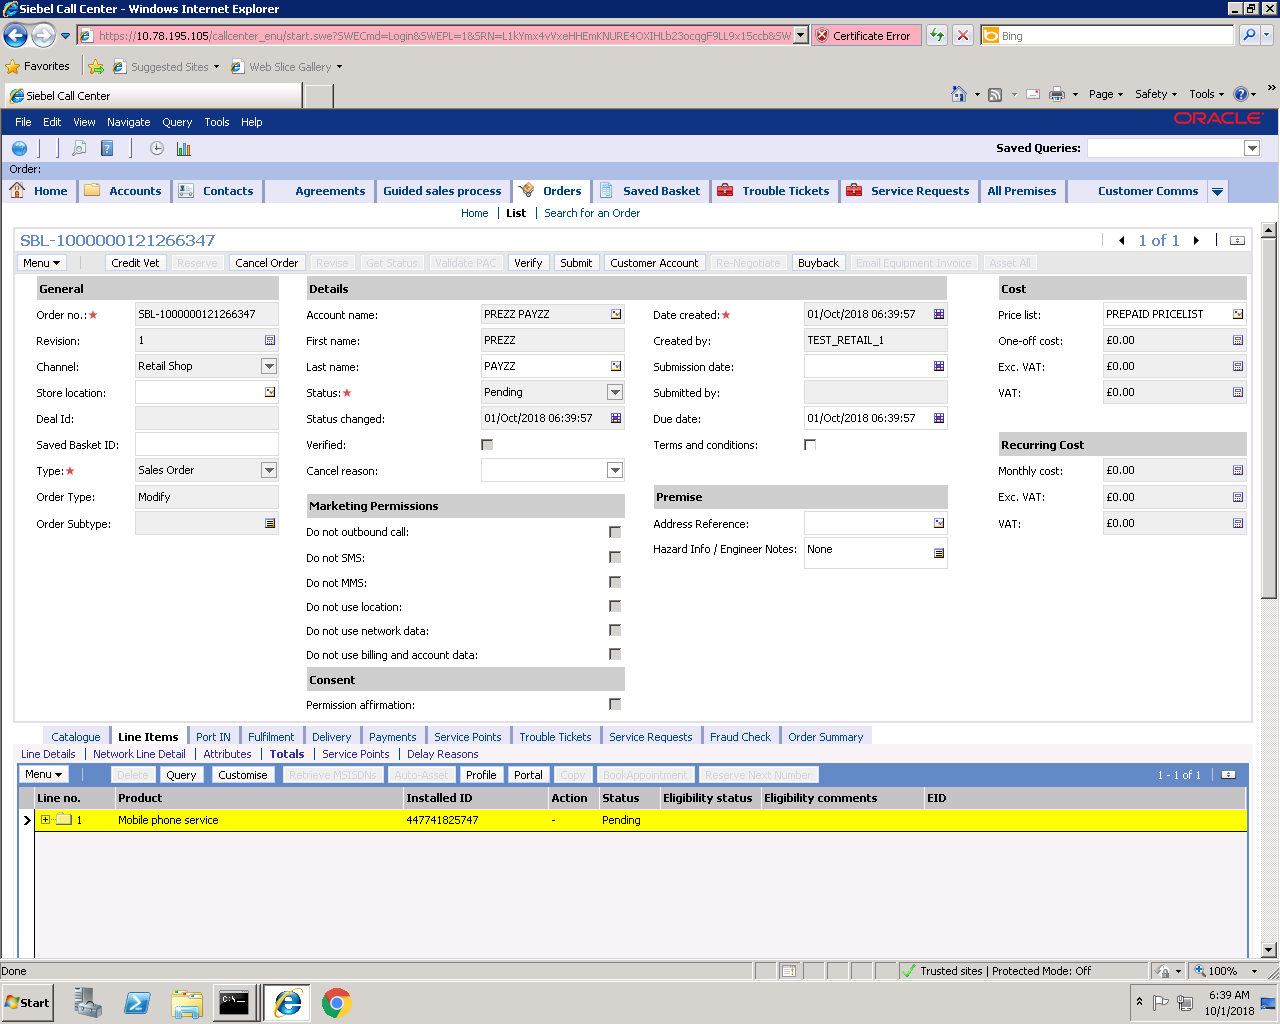 Siebel Call Center - Windows Internet Explorer
https://10.78.195.105/callcenter_enu/start.swe?SWECmd=Login&SWEPL=1&SRN= Certificate Error Bing
Favorites Suggested Sites Web Slice Gallery
Siebel Call Center Page Safety Tools
File Edit View Navigate Query Tools Help ORACLE
Saved Queries:
Order:
Home Accounts Contacts Agreements Guided sales process Orders Saved Basket Trouble Tickets Service Requests All Premises Customer Comms
Home List Search for an Order
SBL-1000000121266347 1 of 1
Menu Credit Vet Reserve Cancel Order Revise Get Status Validate PAC Verify Submit Customer Account Re-Negotiate Buyback Email Equipment Invoice Asset All
General Details Cost
Order no.:★ SBL-1000000121266347 Account name: PREZZ PAYZZ Date created:★ 01/Oct/2018 06:39:57 Price list: PREPAID PRICELIST
Revision: 1 First name: PREZZ Created by: TEST_RETAIL_1 One-off cost: £0.00
Channel: Retail Shop Last name: PAYZZ Submission date: Exc. VAT: £0.00
Store location: Status:★ Pending Submitted by: VAT: £0.00
Deal Id: Status changed: 01/Oct/2018 06:39:57 Due date: 01/Oct/2018 06:39:57
Saved Basket ID: Verified: Terms and conditions: Recurring Cost
Type:★ Sales Order Cancel reason: Monthly cost: £0.00
Order Type: Modify Marketing Permissions Premise Exc. VAT: £0.00
Order Subtype: Do not outbound call: Address Reference: VAT: £0.00
Do not SMS: Hazard Info / Engineer Notes: None
Do not MMS:
Do not use location:
Do not use network data:
Do not use billing and account data:
Consent
Permission affirmation:
Catalogue Line Items Port IN Fulfilment Delivery Payments Service Points Trouble Tickets Service Requests Fraud Check Order Summary
Line Details Network Line Detail Attributes Totals Service Points Delay Reasons
Menu Delete Query Customise Retrieve MSISDNs Auto-Asset Profile Portal Copy BookAppointment Reserve Next Number 1 - 1 of 1
Line no. Product Installed ID Action Status Eligibility status Eligibility comments EID
1 Mobile phone service 447741825747 - Pending
Done Trusted sites | Protected Mode: Off 100%
Start 6:39 AM
10/1/2018